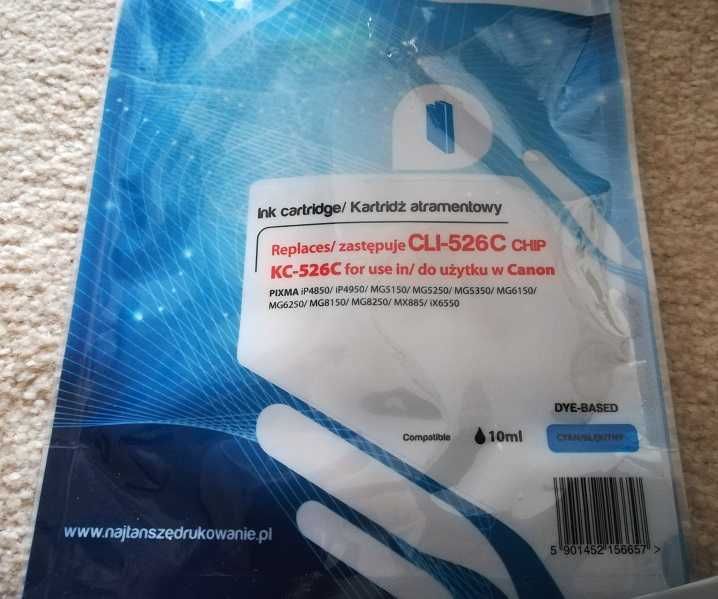 Ink cartridge/ Kartridż atramentowy
Replaces/ zastępuje CLI-526C CHIP
KC-526C for use in/ do użytku w Canon
PIXMA iP4850/ iP4950/ MG5150/ MG5250/ MG5350/ MG6150/
MG6250/ MG8150/ MG8250/ MX885/ iX6550
DYE-BASED
Compatible 10ml CYAN/BŁĘKITNY
www.najtanszędrukowanie.pl
5 901452 156657 >